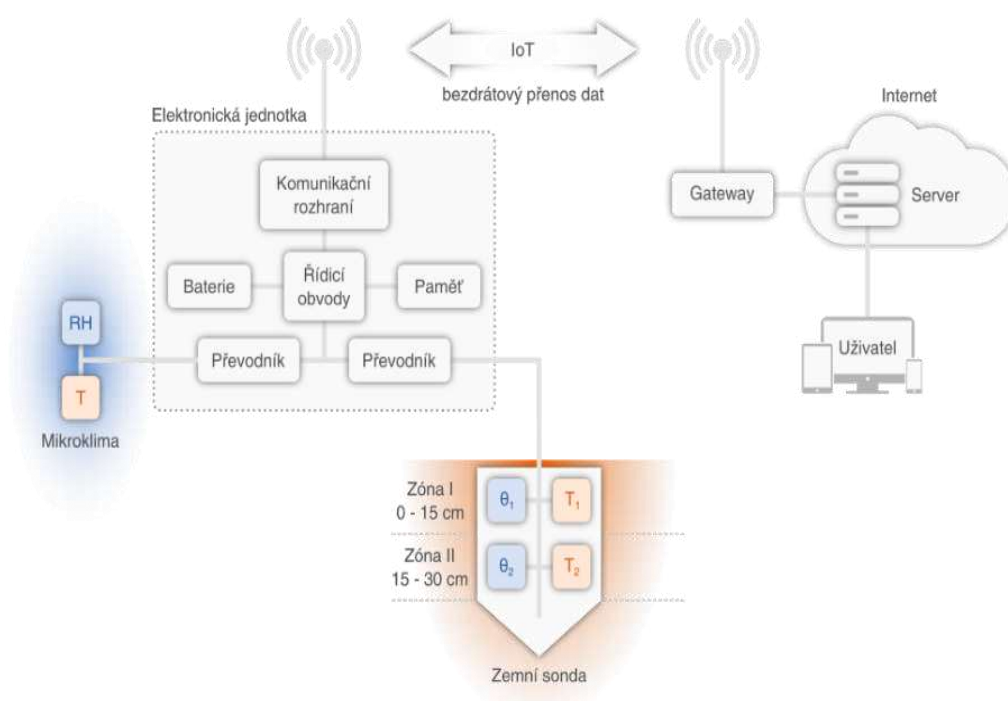 IoT
bezdrátový přenos dat
Elektronická jednotka
Komunikační
rozhraní
Baterie
Řídicí
obvody
Paměť
Převodník
Převodník
RH
T
Mikroklima
Internet
Gateway
Server
Uživatel
Zóna I
0 - 15 cm
θ₁
T₁
Zóna II
15 - 30 cm
θ₂
T₂
Zemní sonda